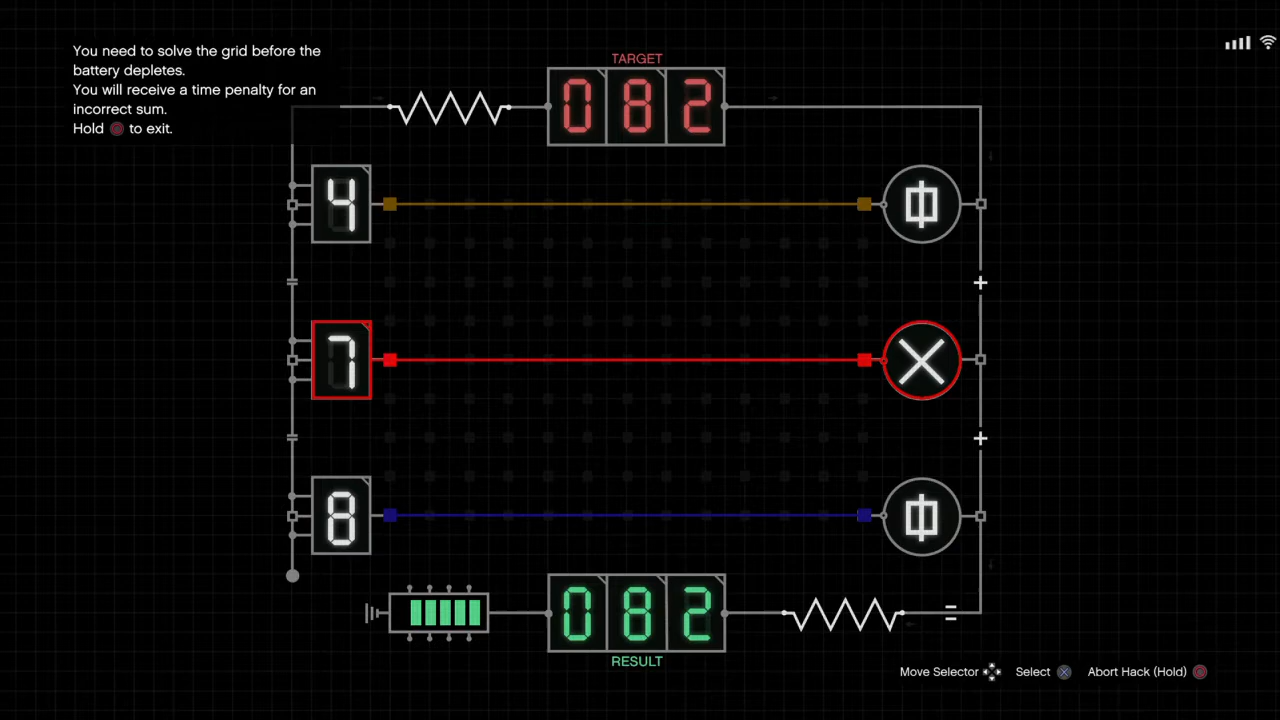 You need to solve the grid before the
battery depletes.
You will receive a time penalty for an
incorrect sum.
Hold to exit.
TARGET
082
4
7
8
+
+
=
082
RESULT
Move Selector
Select
Abort Hack (Hold)